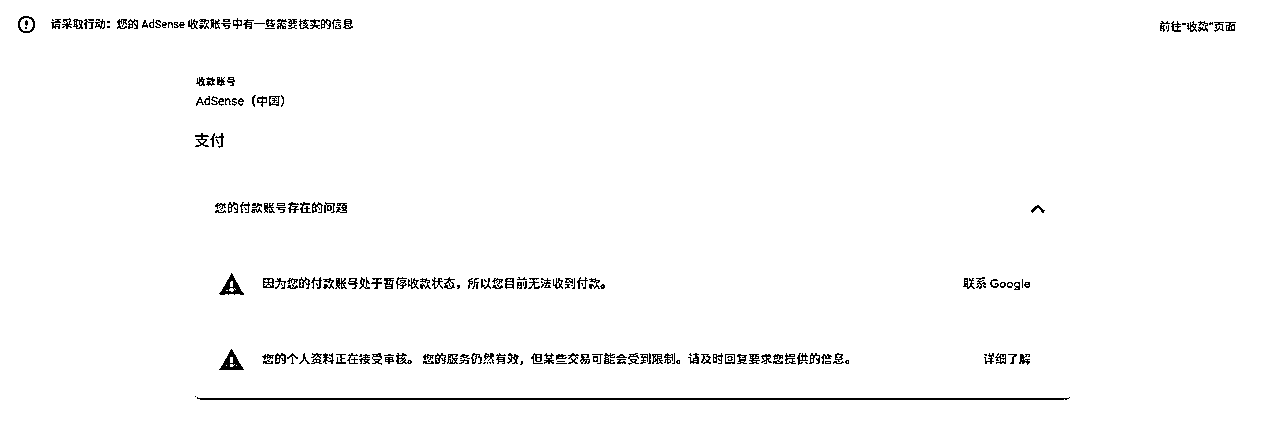 请采取行动：您的 AdSense 收款账号中有一些需要核实的信息
前往“收款”页面
收款账号
AdSense（中国）
支付
您的付款账号存在的问题
因为您的付款账号处于暂停收款状态，所以您目前无法收到付款。
联系 Google
您的个人资料正在接受审核。 您的服务仍然有效，但某些交易可能会受到限制。请及时回复要求您提供的信息。
详细了解